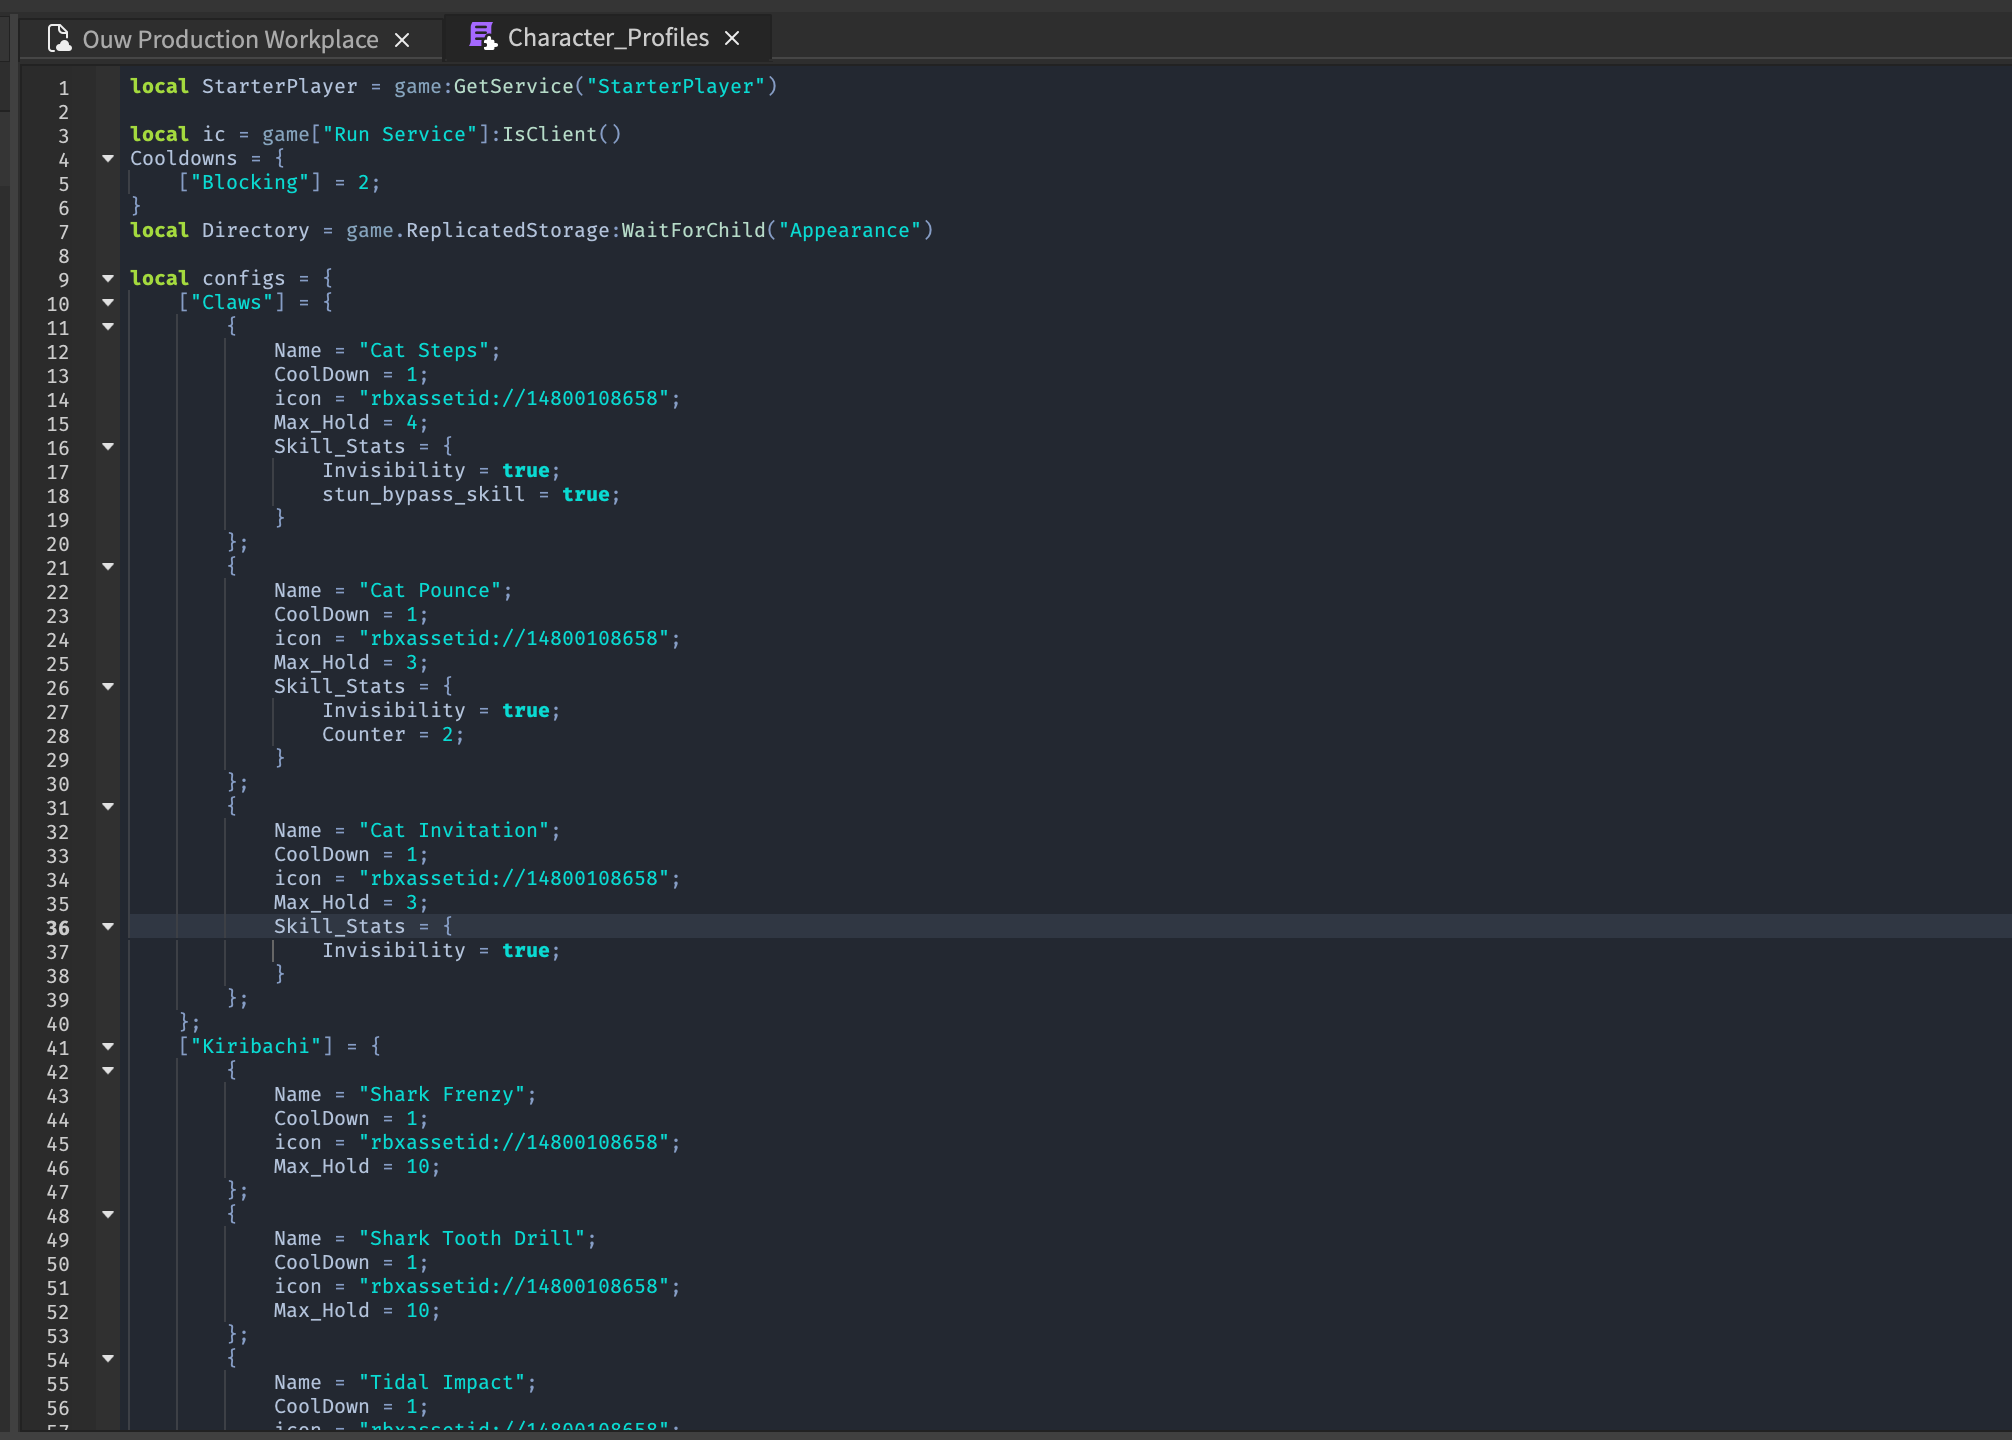 Ouw Production Workplace
Character_Profiles
1 local StarterPlayer = game:GetService("StarterPlayer")
2
3 local ic = game["Run Service"]:IsClient()
4 Cooldowns = {
5 ["Blocking"] = 2;
6 }
7 local Directory = game.ReplicatedStorage:WaitForChild("Appearance")
8
9 local configs = {
10 ["Claws"] = {
11 {
12 Name = "Cat Steps";
13 CoolDown = 1;
14 icon = "rbxassetid://14800108658";
15 Max_Hold = 4;
16 Skill_Stats = {
17 Invisibility = true;
18 stun_bypass_skill = true;
19 }
20 };
21 {
22 Name = "Cat Pounce";
23 CoolDown = 1;
24 icon = "rbxassetid://14800108658";
25 Max_Hold = 3;
26 Skill_Stats = {
27 Invisibility = true;
28 Counter = 2;
29 }
30 };
31 {
32 Name = "Cat Invitation";
33 CoolDown = 1;
34 icon = "rbxassetid://14800108658";
35 Max_Hold = 3;
36 Skill_Stats = {
37 Invisibility = true;
38 }
39 };
40 };
41 ["Kiribachi"] = {
42 {
43 Name = "Shark Frenzy";
44 CoolDown = 1;
45 icon = "rbxassetid://14800108658";
46 Max_Hold = 10;
47 };
48 {
49 Name = "Shark Tooth Drill";
50 CoolDown = 1;
51 icon = "rbxassetid://14800108658";
52 Max_Hold = 10;
53 };
54 {
55 Name = "Tidal Impact";
56 CoolDown = 1;
57 icon = "rbxassetid://14800108658";